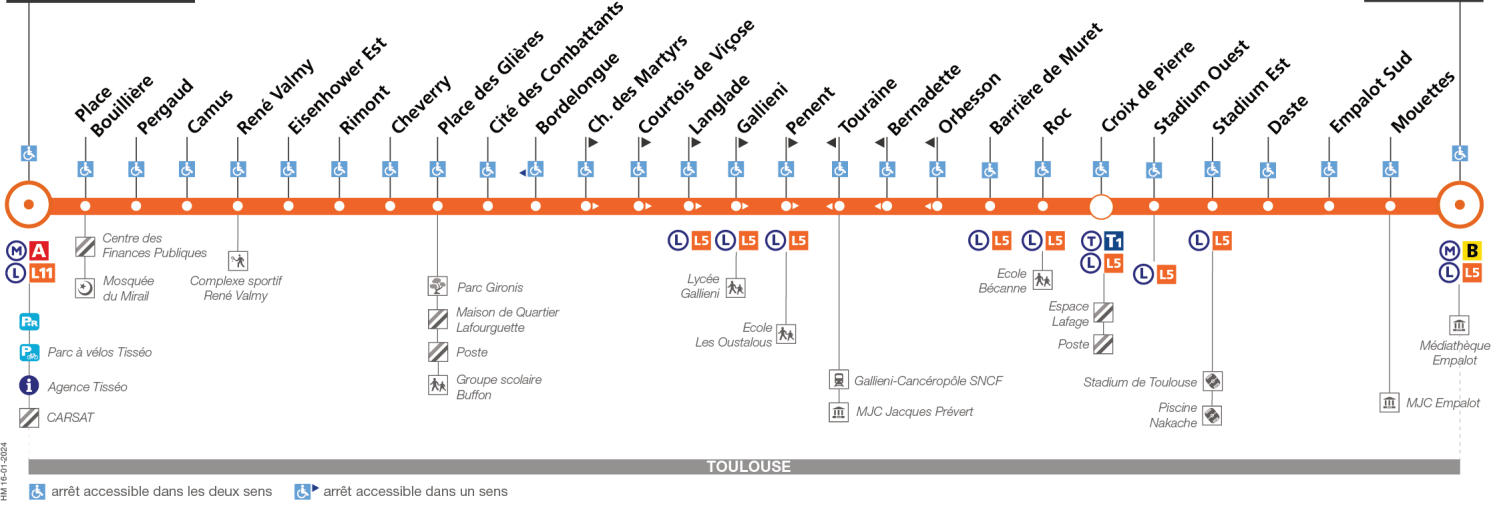 Place
Bouillière
Pergaud
Camus
René Valmy
Eisenhower Est
Rimont
Cheverry
Place des Glières
Cité des Combattants
Bordelongue
Ch. des Martyrs
Courtois de Viçose
Langlade
Gallieni
Penent
Touraine
Bernadette
Orbesson
Barrière de Muret
Roc
Croix de Pierre
Stadium Ouest
Stadium Est
Daste
Empalot Sud
Mouettes
M A
L L11
P+R
Parc à vélos Tisséo
i Agence Tisséo
CARSAT
Centre des
Finances Publiques
Mosquée
du Mirail
Complexe sportif
René Valmy
Parc Gironis
Maison de Quartier
Lafourguette
Poste
Groupe scolaire
Buffon
L L5
L L5
Lycée
Gallieni
L L5
Ecole
Les Oustalous
Gallieni-Cancéropôle SNCF
MJC Jacques Prévert
L L5
L L5
Ecole
Bécanne
T T1
L L5
Espace
Lafage
Poste
L L5
L L5
Stadium de Toulouse
Piscine
Nakache
MJC Empalot
M B
L L5
Médiathèque
Empalot
TOULOUSE
HM 16-01-2024
arrêt accessible dans les deux sens
arrêt accessible dans un sens